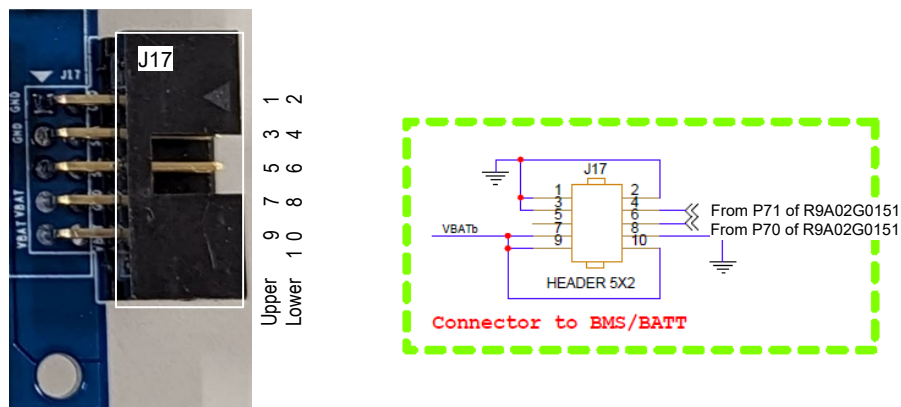 J17
J17
GND
GND
VBAT VBAT
1 2
3 4
5 6
7 8
9 10
Upper
Lower
J17
1 2
3 4
5 6
7 8
9 10
VBATb
From P71 of R9A02G0151
From P70 of R9A02G0151
HEADER 5X2
Connector to BMS/BATT